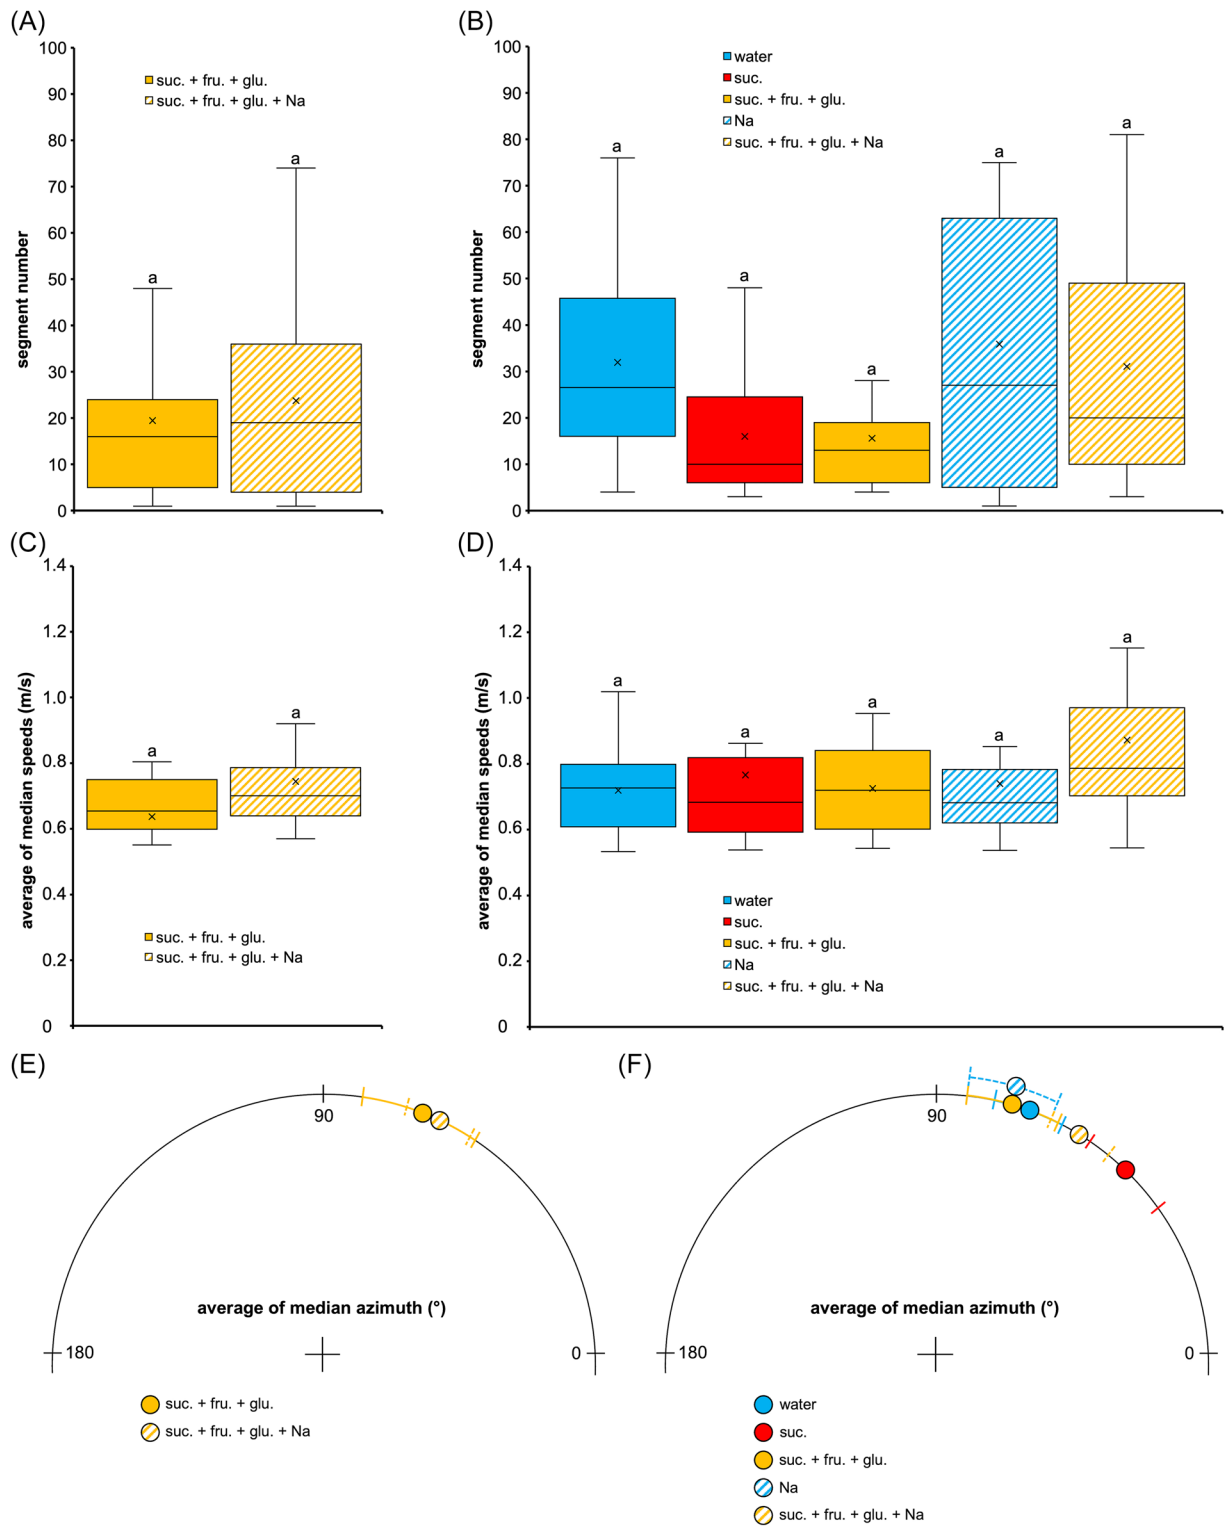 (A)
100
90
80
70
60
50
40
30
20
10
0
segment number
suc. + fru. + glu.
suc. + fru. + glu. + Na
a
a
(B)
100
90
80
70
60
50
40
30
20
10
0
segment number
water
suc.
suc. + fru. + glu.
Na
suc. + fru. + glu. + Na
a
a
a
a
a
(C)
1.4
1.2
1.0
0.8
0.6
0.4
0.2
0
average of median speeds (m/s)
a
a
suc. + fru. + glu.
suc. + fru. + glu. + Na
(D)
1.4
1.2
1.0
0.8
0.6
0.4
0.2
0
average of median speeds (m/s)
a
a
a
a
a
water
suc.
suc. + fru. + glu.
Na
suc. + fru. + glu. + Na
(E)
90
average of median azimuth (°)
180
0
suc. + fru. + glu.
suc. + fru. + glu. + Na
(F)
90
average of median azimuth (°)
180
0
water
suc.
suc. + fru. + glu.
Na
suc. + fru. + glu. + Na